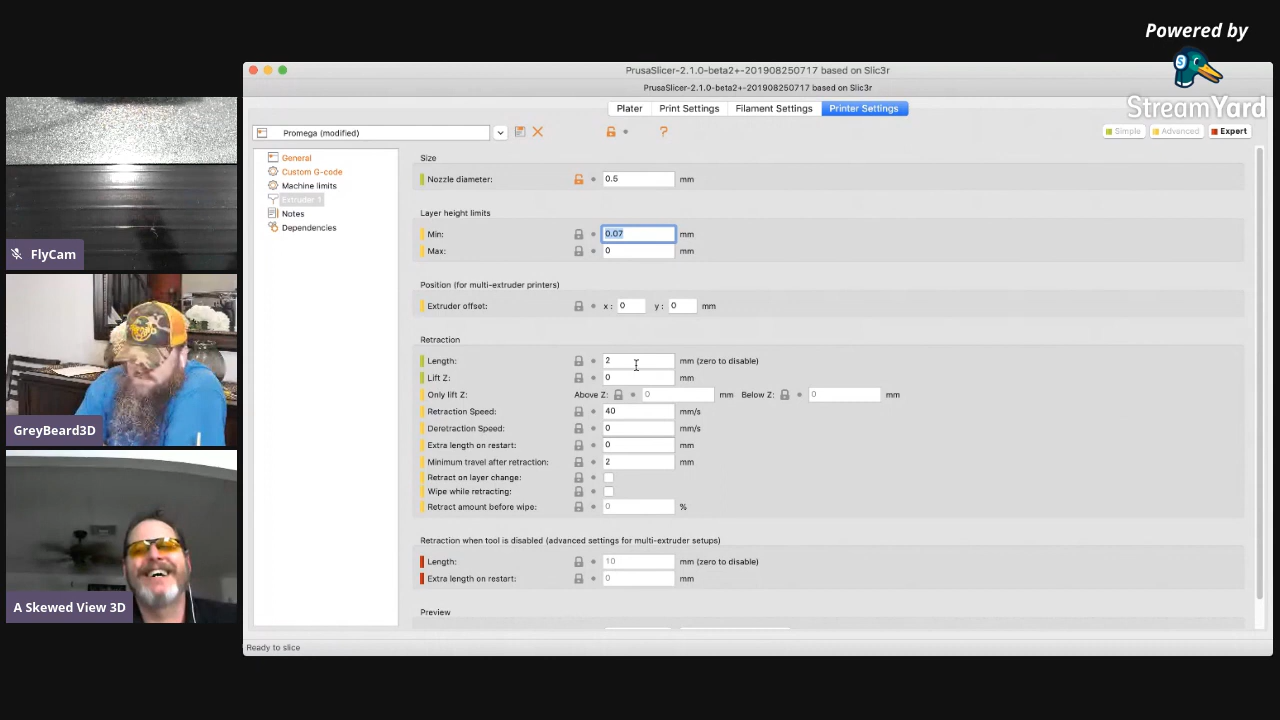 Powered by
StreamYard
PrusaSlicer-2.1.0-beta2+-201908250717 based on Slic3r
PrusaSlicer-2.1.0-beta2+-201908250717 based on Slic3r
Plater Print Settings Filament Settings Printer Settings
Promega (modified) ? Simple Advanced Expert
General
Custom G-code
Machine limits
Extruder 1
Notes
Dependencies
Size
Nozzle diameter: 0.5 mm
Layer height limits
Min: 0.07 mm
Max: 0 mm
Position (for multi-extruder printers)
Extruder offset: x : 0 y : 0 mm
Retraction
Length: 2 mm (zero to disable)
Lift Z: 0 mm
Only lift Z: Above Z: 0 mm Below Z: 0 mm
Retraction Speed: 40 mm/s
Deretraction Speed: 0 mm/s
Extra length on restart: 0 mm
Minimum travel after retraction: 2 mm
Retract on layer change:
Wipe while retracting:
Retract amount before wipe: 0 %
Retraction when tool is disabled (advanced settings for multi-extruder setups)
Length: 10 mm (zero to disable)
Extra length on restart: 0 mm
Preview
Ready to slice
FlyCam
GreyBeard3D
A Skewed View 3D